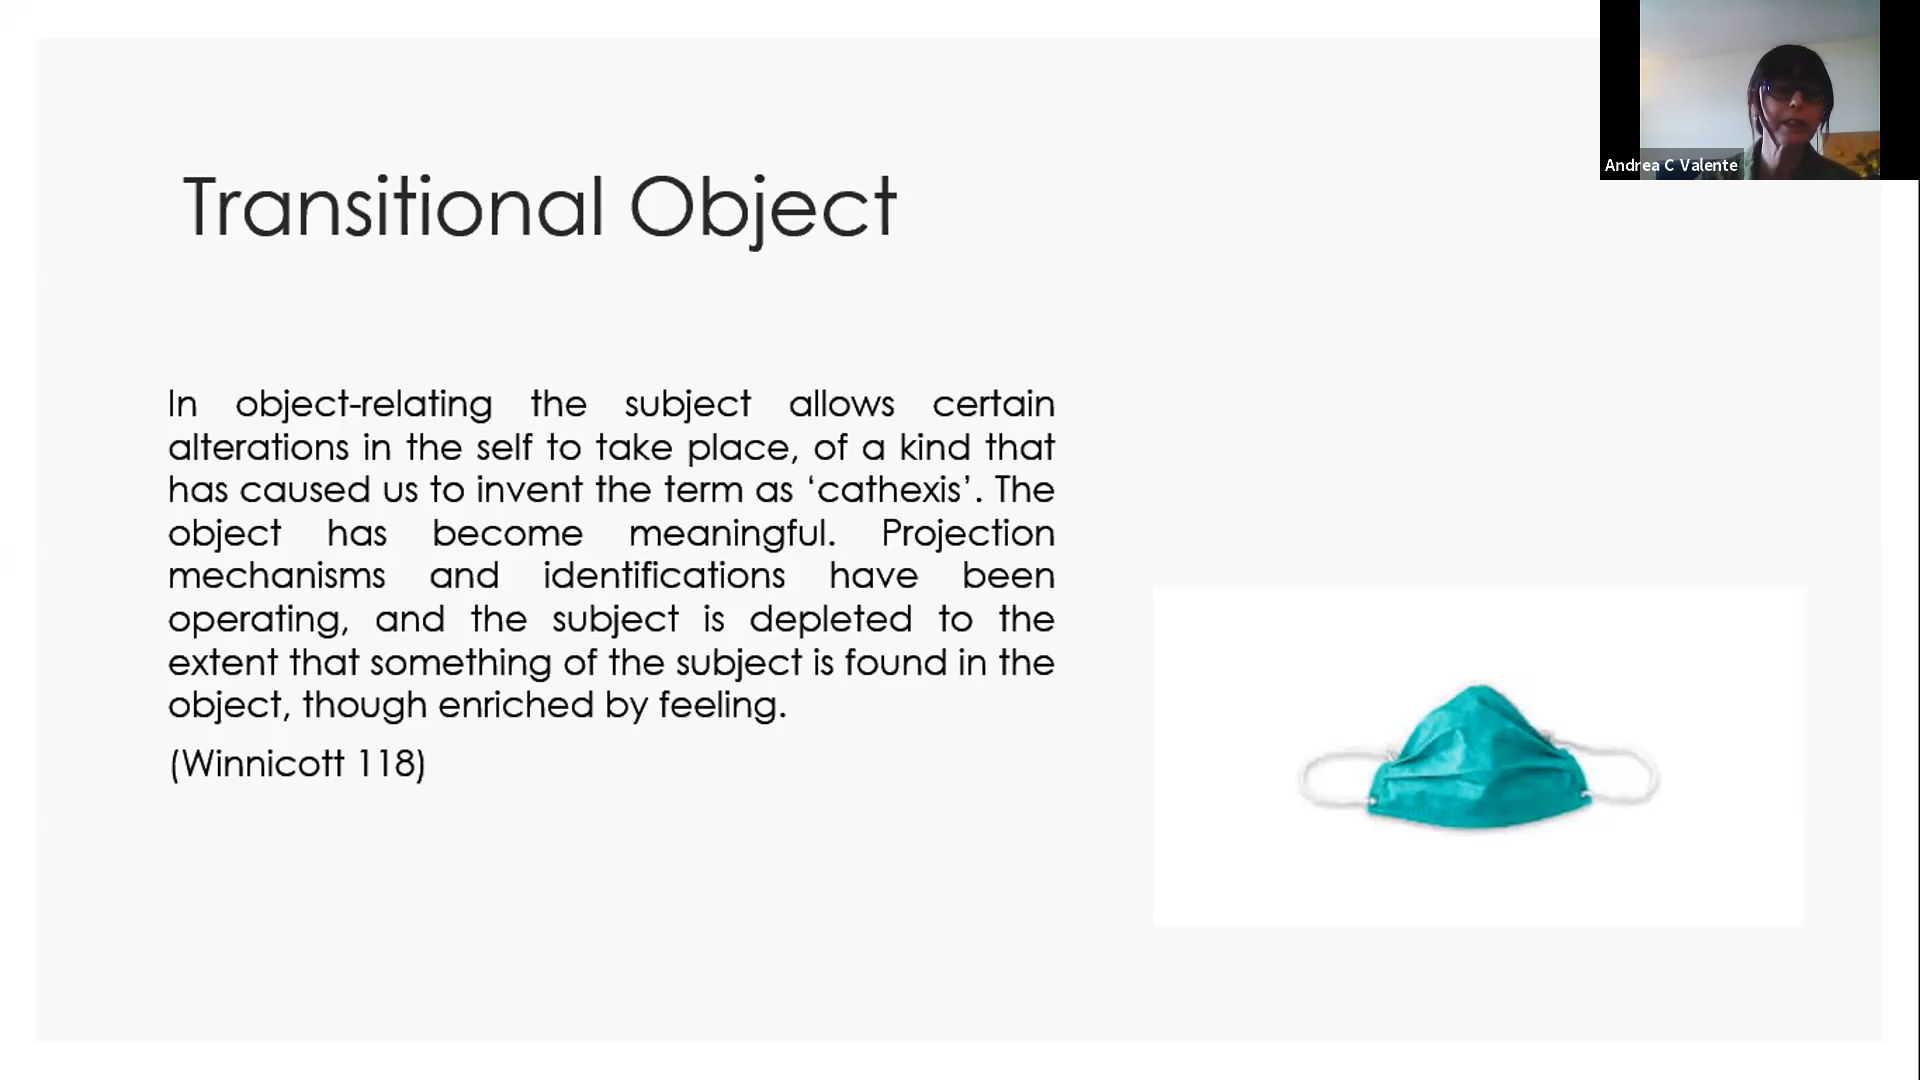 Andrea C Valente
Transitional Object
In object-relating the subject allows certain
alterations in the self to take place, of a kind that
has caused us to invent the term as ‘cathexis’. The
object has become meaningful. Projection
mechanisms and identifications have been
operating, and the subject is depleted to the
extent that something of the subject is found in the
object, though enriched by feeling.
(Winnicott 118)